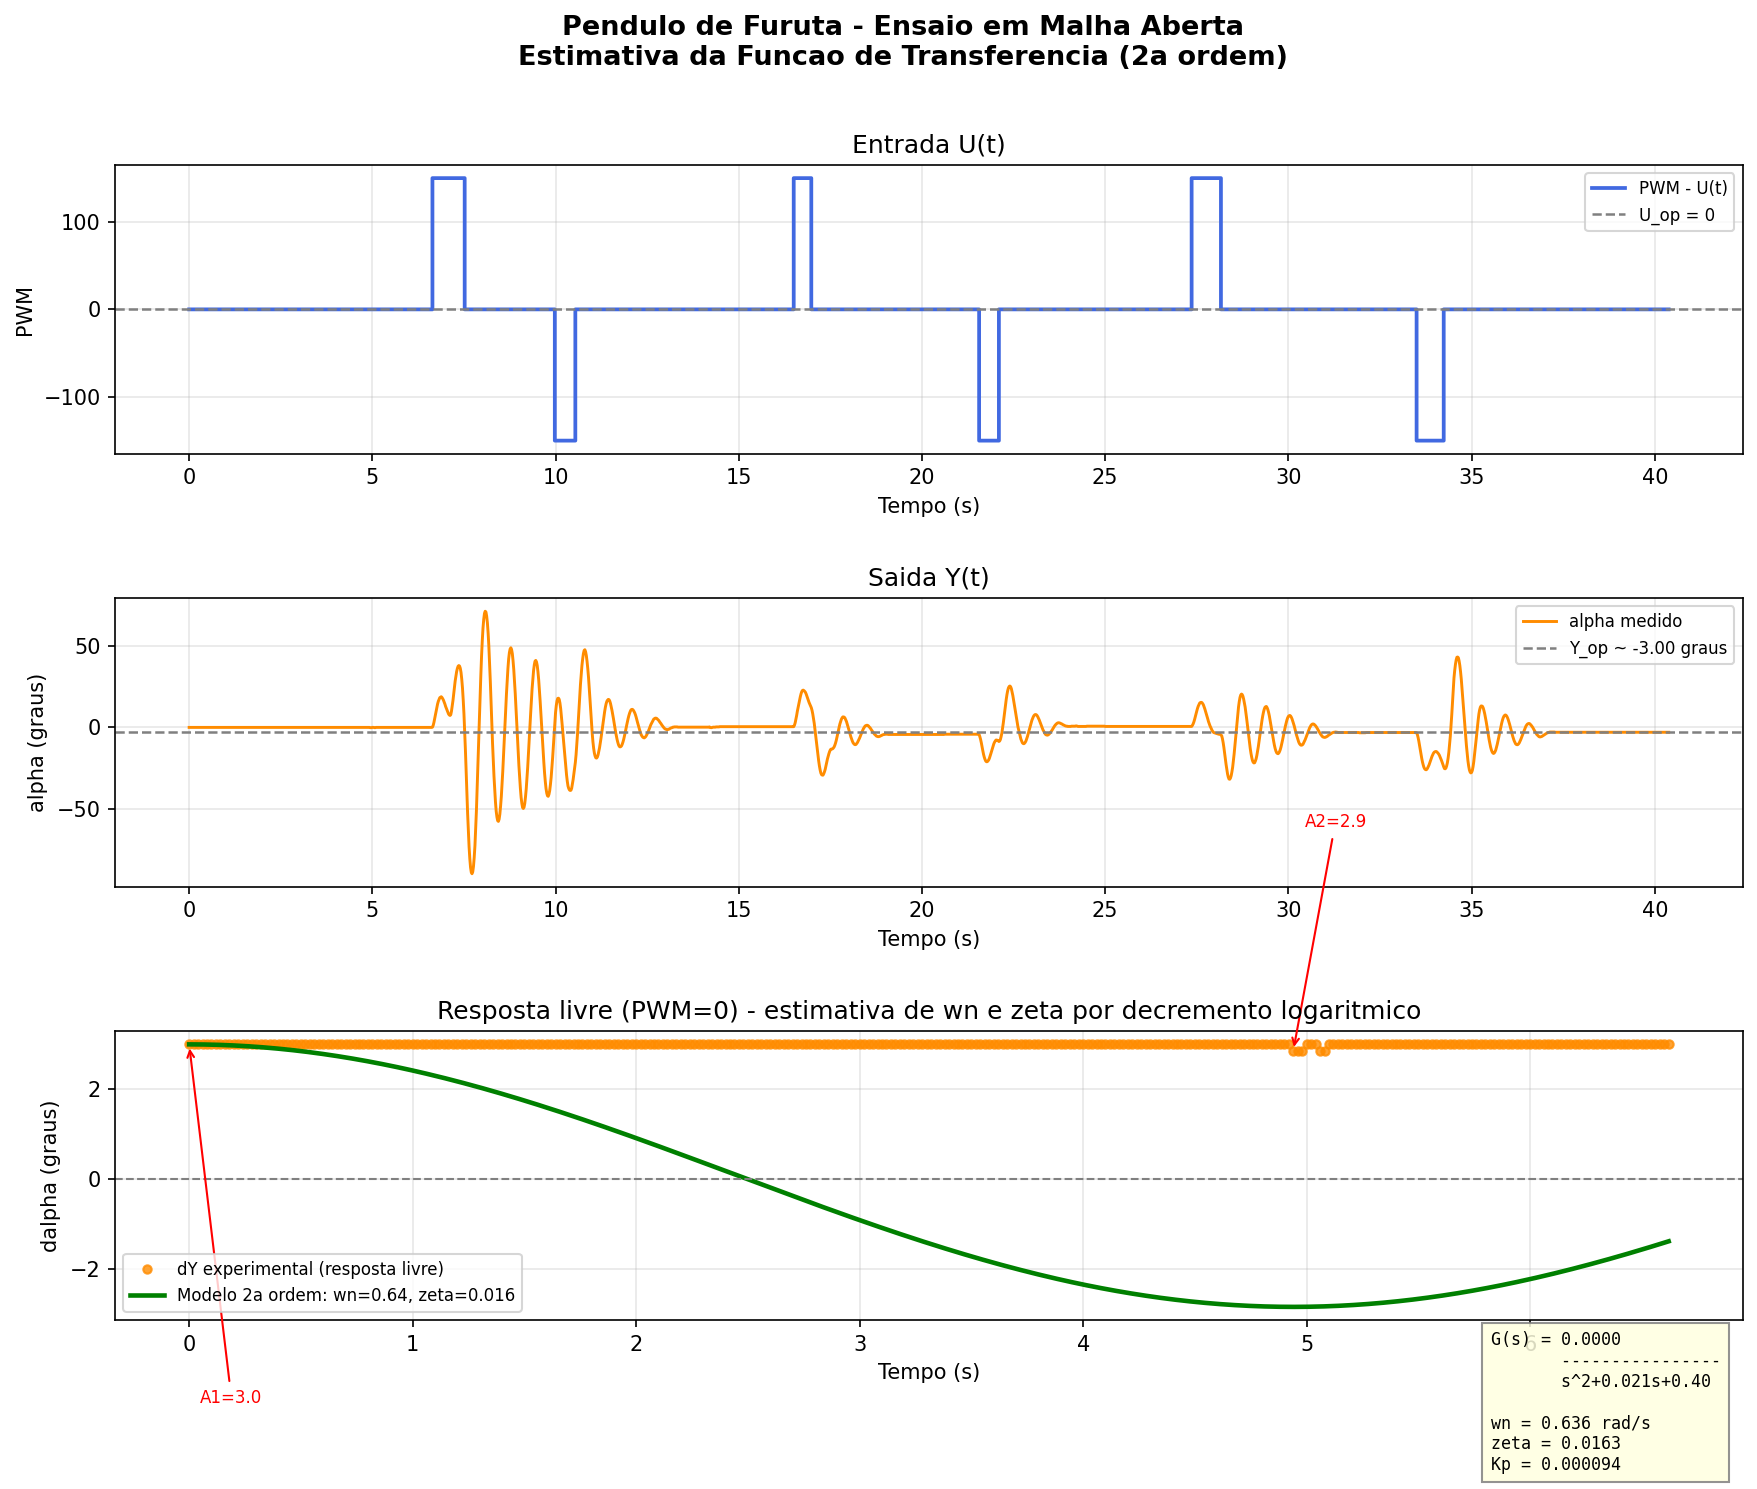 Pendulo de Furuta - Ensaio em Malha Aberta
Estimativa da Funcao de Transferencia (2a ordem)
Entrada U(t)
PWM
100
0
−100
PWM - U(t)
U_op = 0
0 5 10 15 20 25 30 35 40
Tempo (s)
Saida Y(t)
alpha (graus)
50
0
−50
alpha medido
Y_op ~ -3.00 graus
A2=2.9
0 5 10 15 20 25 30 35 40
Tempo (s)
Resposta livre (PWM=0) - estimativa de wn e zeta por decremento logaritmico
dalpha (graus)
2
0
−2
dY experimental (resposta livre)
Modelo 2a ordem: wn=0.64, zeta=0.016
0 1 2 3 4 5 6
Tempo (s)
A1=3.0
G(s) = 0.0000
----------------
s^2+0.021s+0.40
wn = 0.636 rad/s
zeta = 0.0163
Kp = 0.000094